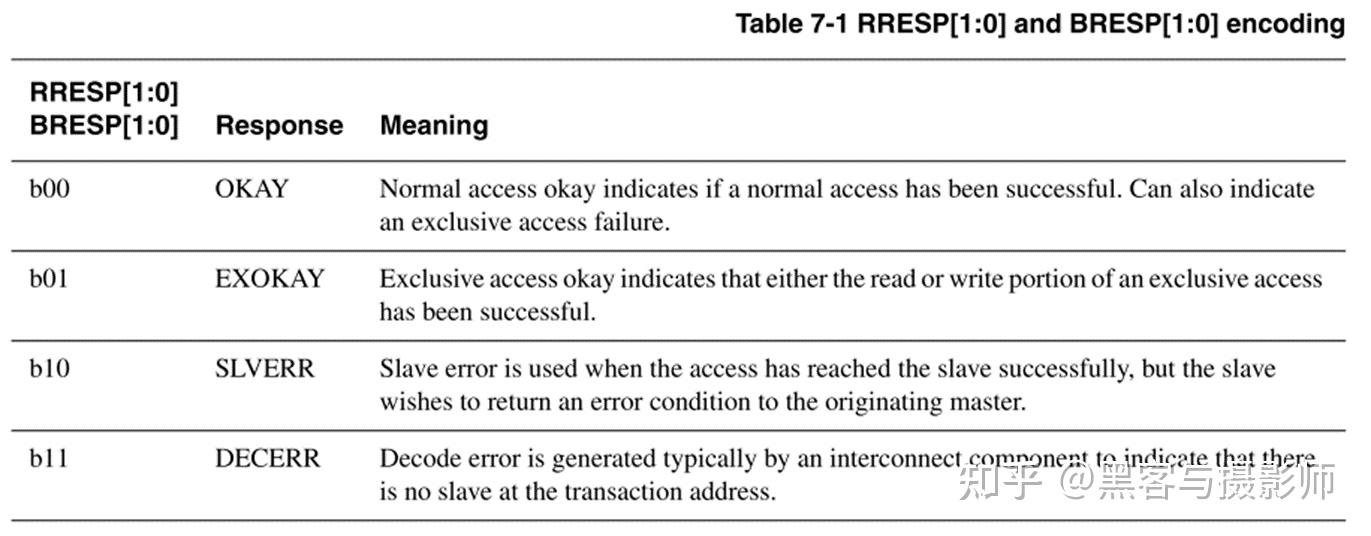 Table 7-1 RRESP[1:0] and BRESP[1:0] encoding
RRESP[1:0]
BRESP[1:0] Response Meaning
b00 OKAY Normal access okay indicates if a normal access has been successful. Can also indicate
an exclusive access failure.
b01 EXOKAY Exclusive access okay indicates that either the read or write portion of an exclusive access
has been successful.
b10 SLVERR Slave error is used when the access has reached the slave successfully, but the slave
wishes to return an error condition to the originating master.
b11 DECERR Decode error is generated typically by an interconnect component to indicate that there
is no slave at the transaction address.
知乎 @黑客与摄影师